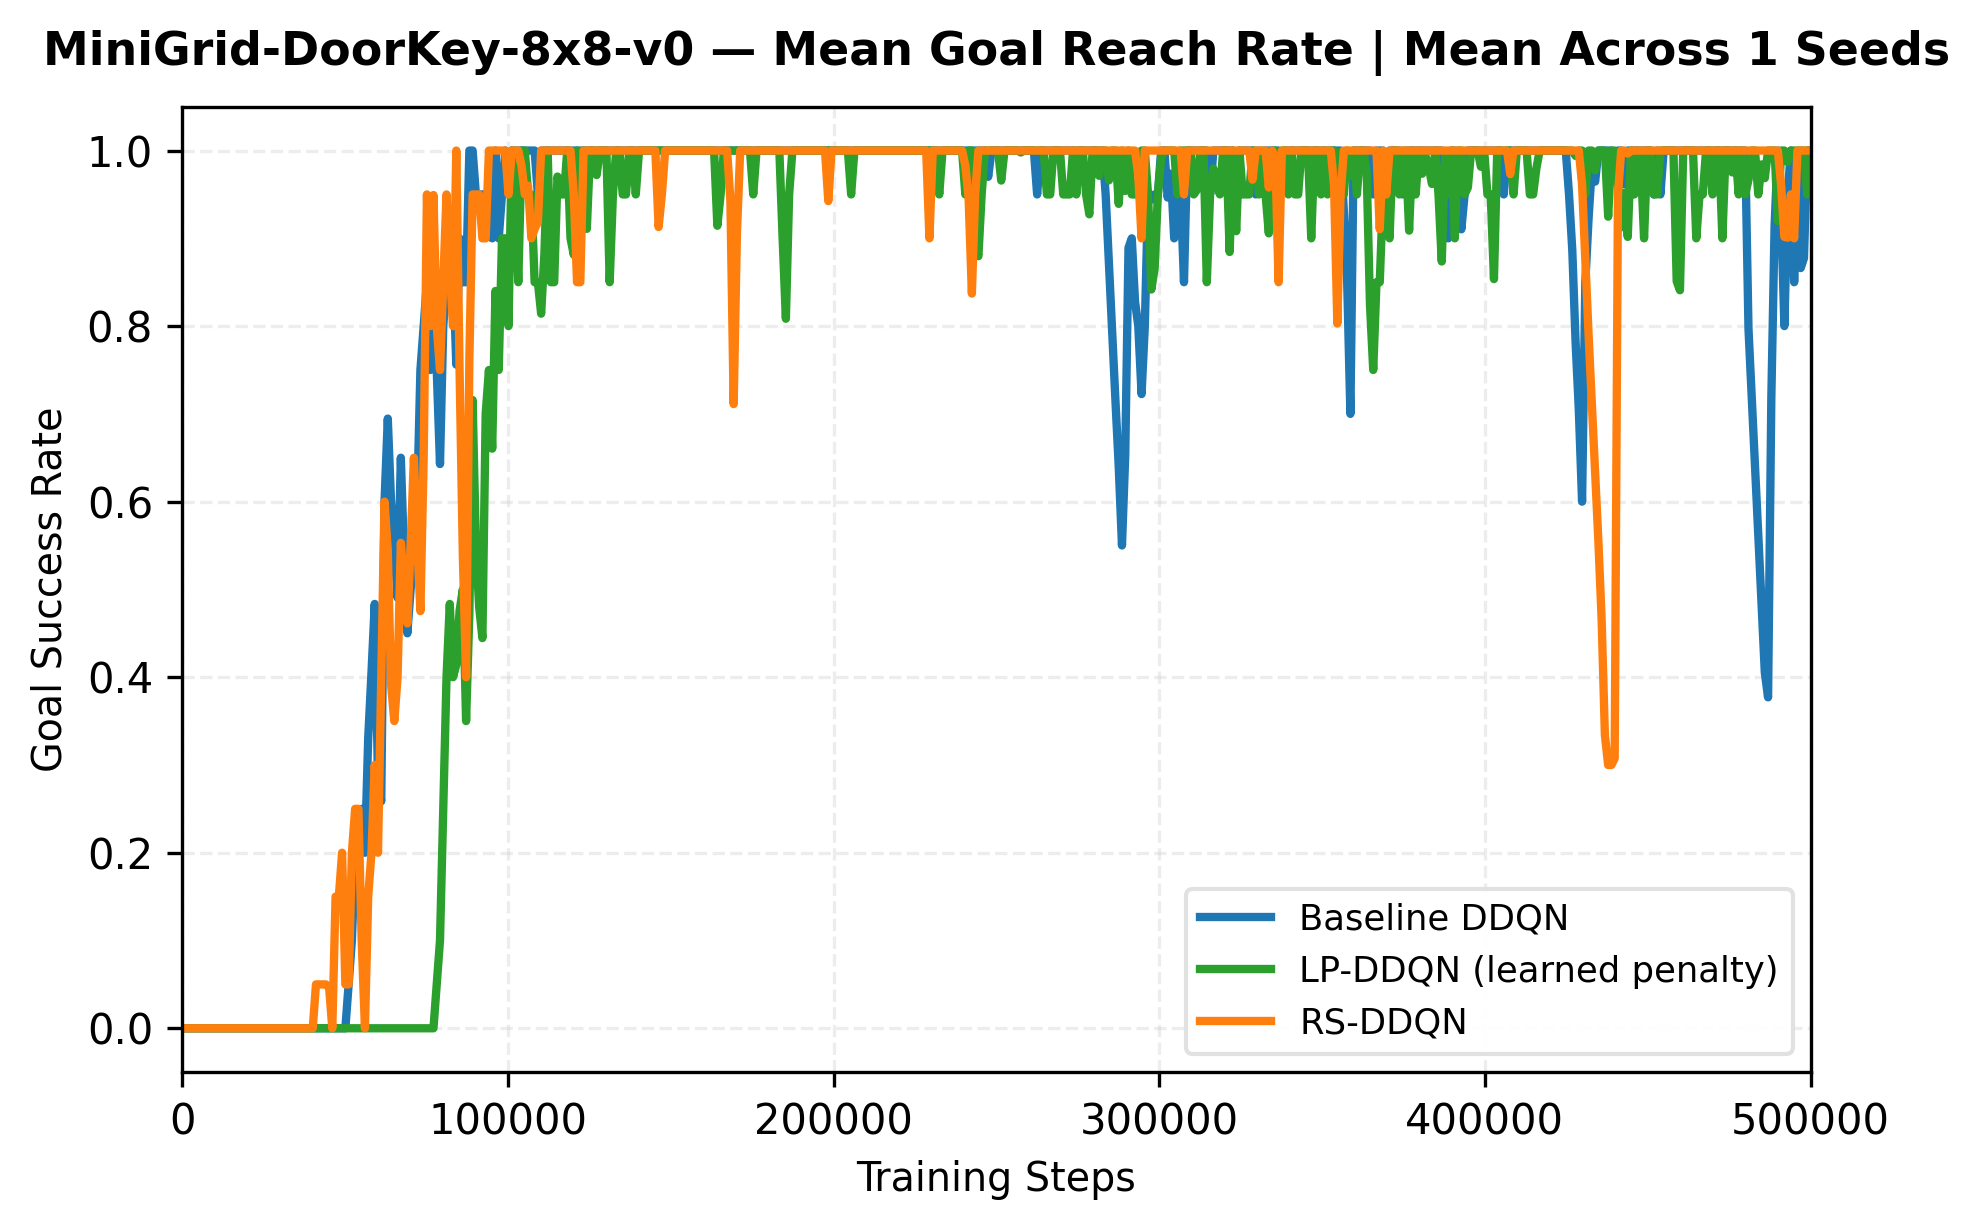 MiniGrid-DoorKey-8x8-v0 — Mean Goal Reach Rate | Mean Across 1 Seeds
Goal Success Rate
1.0
0.8
0.6
0.4
0.2
0.0
Baseline DDQN
LP-DDQN (learned penalty)
RS-DDQN
0
100000
200000
300000
400000
500000
Training Steps